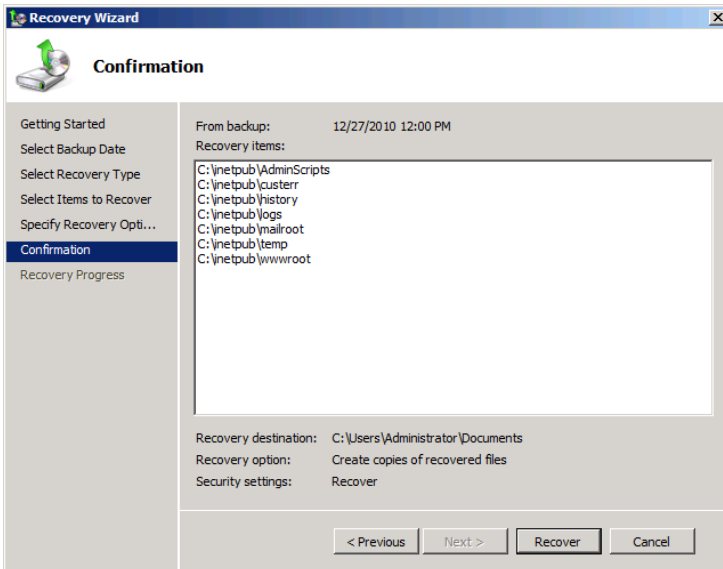 Recovery Wizard
Confirmation
Getting Started
Select Backup Date
Select Recovery Type
Select Items to Recover
Specify Recovery Opti...
Confirmation
Recovery Progress
From backup: 12/27/2010 12:00 PM
Recovery items:
C:\inetpub\AdminScripts
C:\inetpub\custerr
C:\inetpub\history
C:\inetpub\logs
C:\inetpub\mailroot
C:\inetpub\temp
C:\inetpub\wwwroot
Recovery destination: C:\Users\Administrator\Documents
Recovery option: Create copies of recovered files
Security settings: Recover
< Previous Next > Recover Cancel